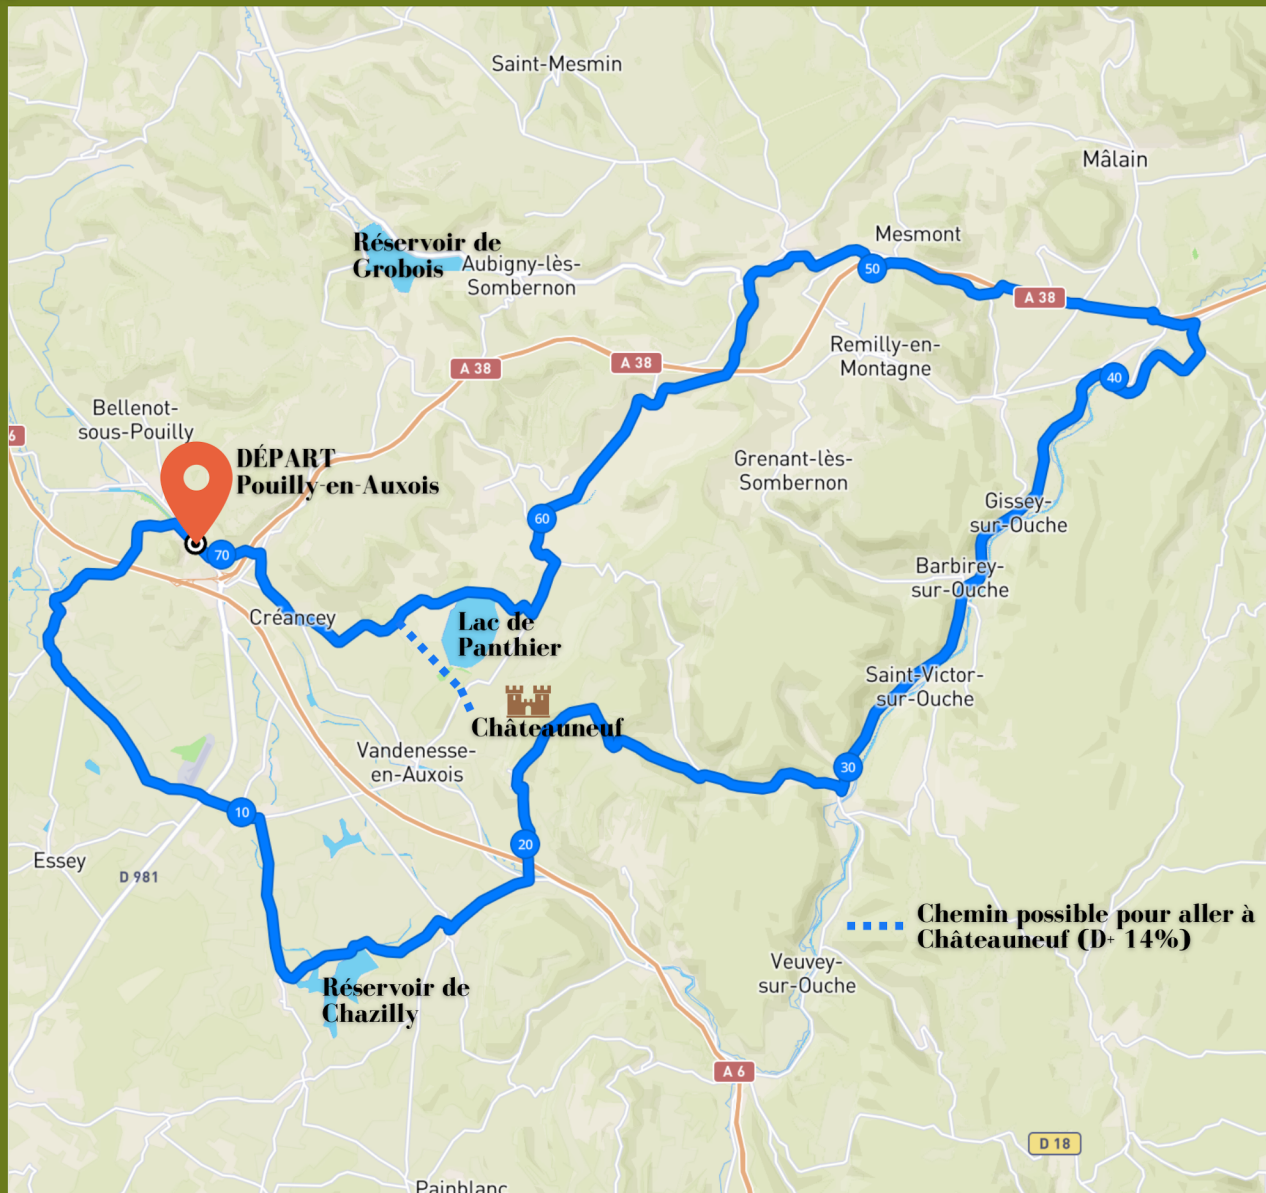 Saint-Mesmin
Mâlain
Mesmont
Réservoir de
Grobois
Aubigny-lès-
Sombernon
50
A 38
Remilly-en-
Montagne
A 38
A 38
40
Bellenot-
sous-Pouilly
6
DÉPART
Pouilly-en-Auxois
Grenant-lès-
Sombernon
Gissey-
sur-Ouche
60
70
Barbirey-
sur-Ouche
Créancey
Lac de
Panthier
Saint-Victor-
sur-Ouche
Châteauneuf
Vandenesse-
en-Auxois
30
10
20
Essey
D 981
Chemin possible pour aller à
Châteauneuf (D+ 14%)
Veuvey-
sur-Ouche
Réservoir de
Chazilly
A 6
D 18
Painblanc